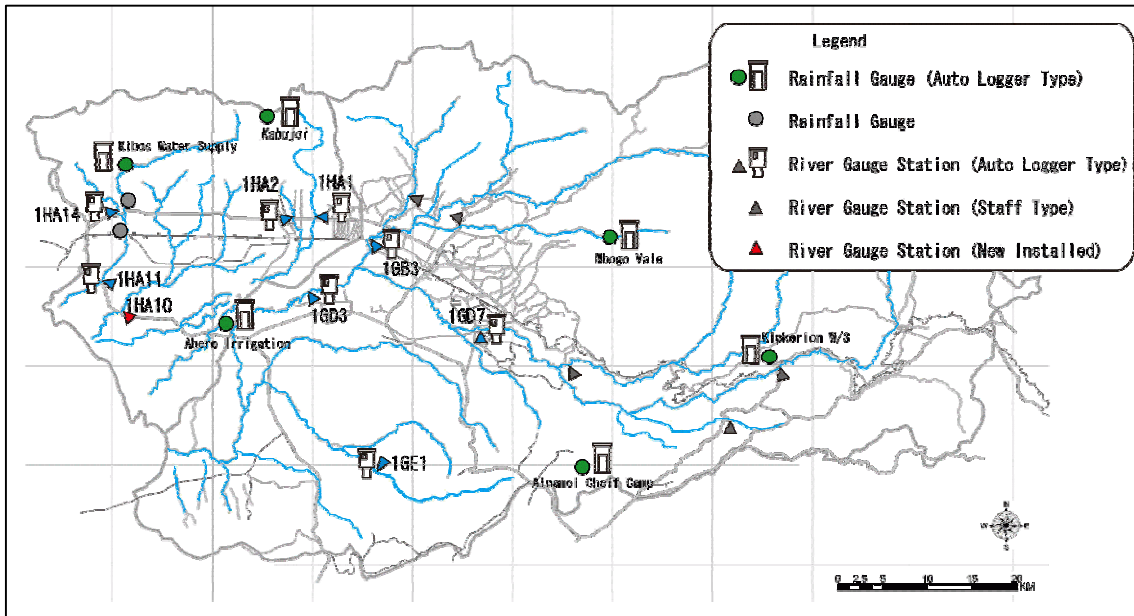 Legend
Rainfall Gauge (Auto Logger Type)
Rainfall Gauge
River Gauge Station (Auto Logger Type)
River Gauge Station (Staff Type)
River Gauge Station (New Installed)
Kabujoi
Kibos Water Supply
1HA14
1HA2
1HA1
1GB3
Mbogo Vale
1HA11
1HA10
1GD3
1GD7
Ahero Irrigation
Kipkerion W/S
1GE1
Ainamoi Cheif Camp
N
W
E
S
0 2.5 5 10 15 20
KM